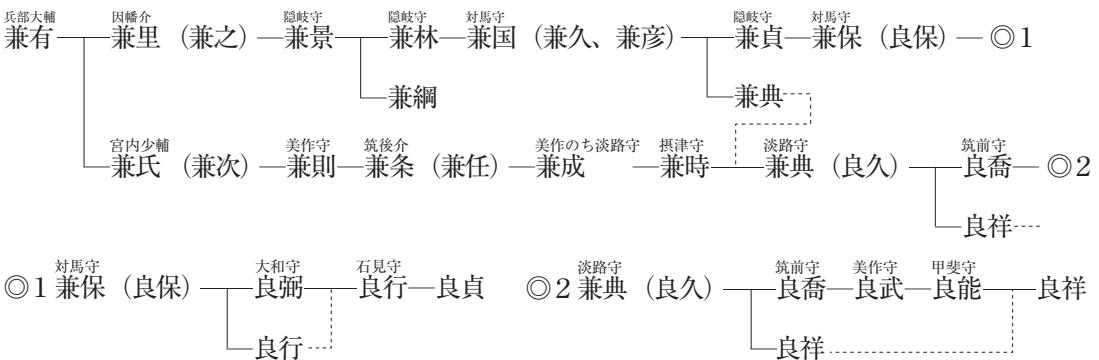 兵部大輔 因幡介 隠岐守 隠岐守 対馬守 隠岐守 対馬守
兼有 兼里（兼之） 兼景 兼林 兼国（兼久、兼彦） 兼貞 兼保（良保） ◎1
兼綱 兼典
宮内少輔 美作守 筑後介 美作のち淡路守 摂津守 淡路守 筑前守
兼氏（兼次） 兼則 兼条（兼任） 兼成 兼時 兼典（良久） 良喬 ◎2
良祥
対馬守 大和守 石見守 淡路守 筑前守 美作守 甲斐守
◎1 兼保（良保） 良弼 良行 良貞 ◎2 兼典（良久） 良喬 良武 良能 良祥
良行 良祥